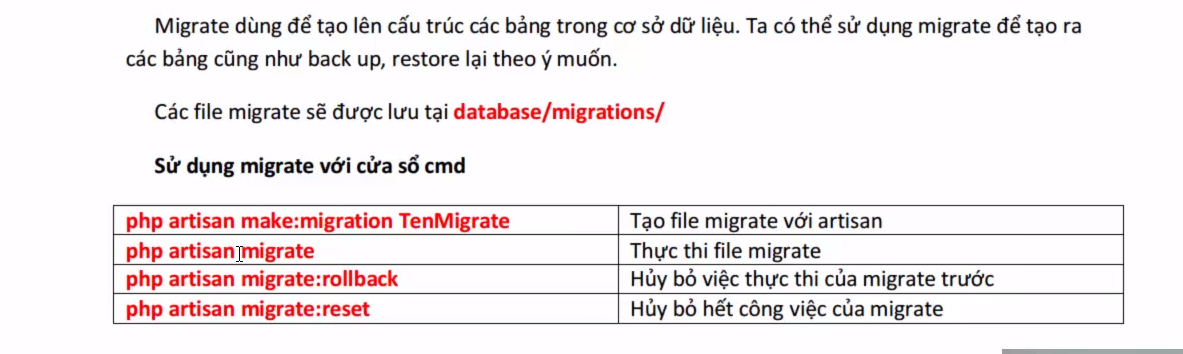 Migrate dùng để tạo lên cấu trúc các bảng trong cơ sở dữ liệu. Ta có thể sử dụng migrate để tạo ra
các bảng cũng như back up, restore lại theo ý muốn.
Các file migrate sẽ được lưu tại database/migrations/
Sử dụng migrate với cửa sổ cmd
php artisan make:migration TenMigrate Tạo file migrate với artisan
php artisan migrate Thực thi file migrate
php artisan migrate:rollback Hủy bỏ việc thực thi của migrate trước
php artisan migrate:reset Hủy bỏ hết công việc của migrate